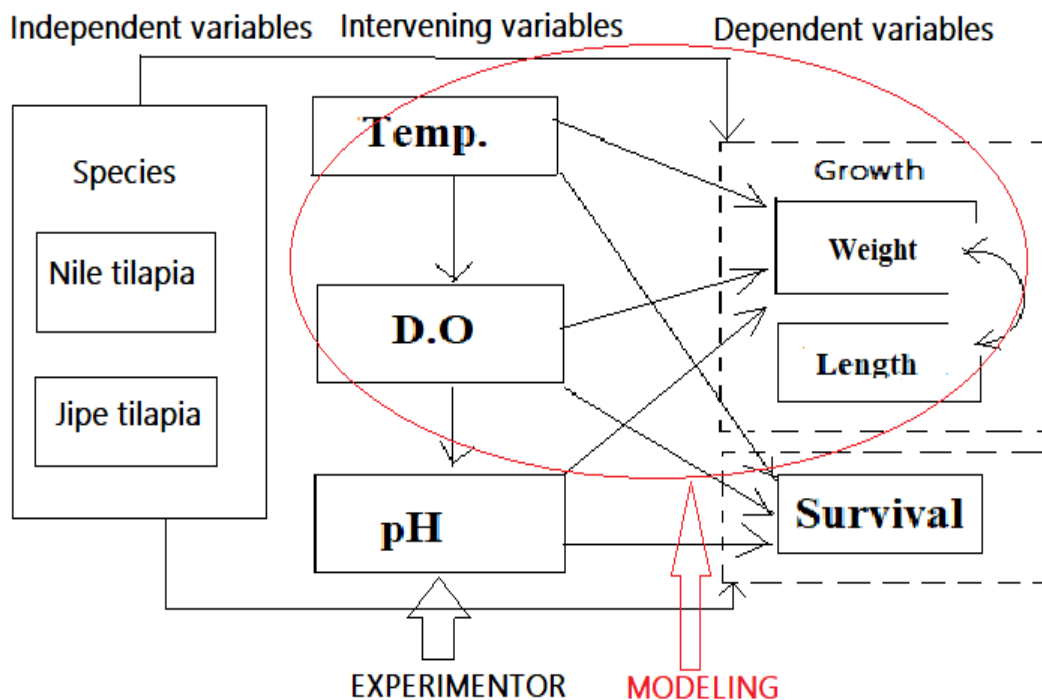 Independent variables
Intervening variables
Dependent variables
Species
Nile tilapia
Jipe tilapia
Temp.
D.O
pH
Growth
Weight
Length
Survival
EXPERIMENTOR
MODELING